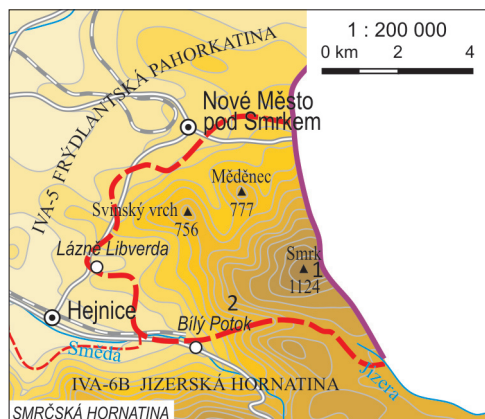 1 : 200 000
0 km 2 4
IVA-5 FRÝDLANTSKÁ PAHORKATINA
Nové Město
pod Smrkem
Měděnec
777
Svinský vrch
756
Lázně Libverda
Smrk
1
1124
Hejnice
2
Bílý Potok
Smědá
Jizera
IVA-6B JIZERSKÁ HORNATINA
SMRČSKÁ HORNATINA